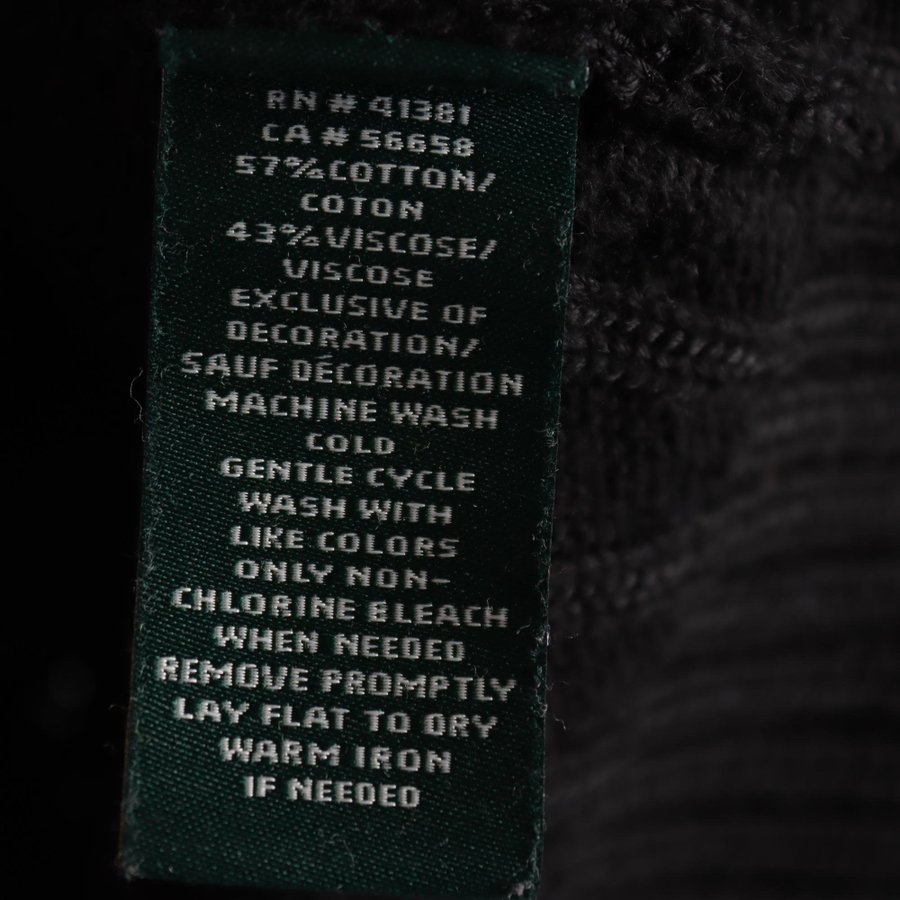 RN # 41381
CA # 56658
57% COTTON/
COTON
43% VISCOSE/
VISCOSE
EXCLUSIVE OF
DECORATION/
SAUF DÉCORATION
MACHINE WASH
COLD
GENTLE CYCLE
WASH WITH
LIKE COLORS
ONLY NON-
CHLORINE BLEACH
WHEN NEEDED
REMOVE PROMPTLY
LAY FLAT TO DRY
WARM IRON
IF NEEDED